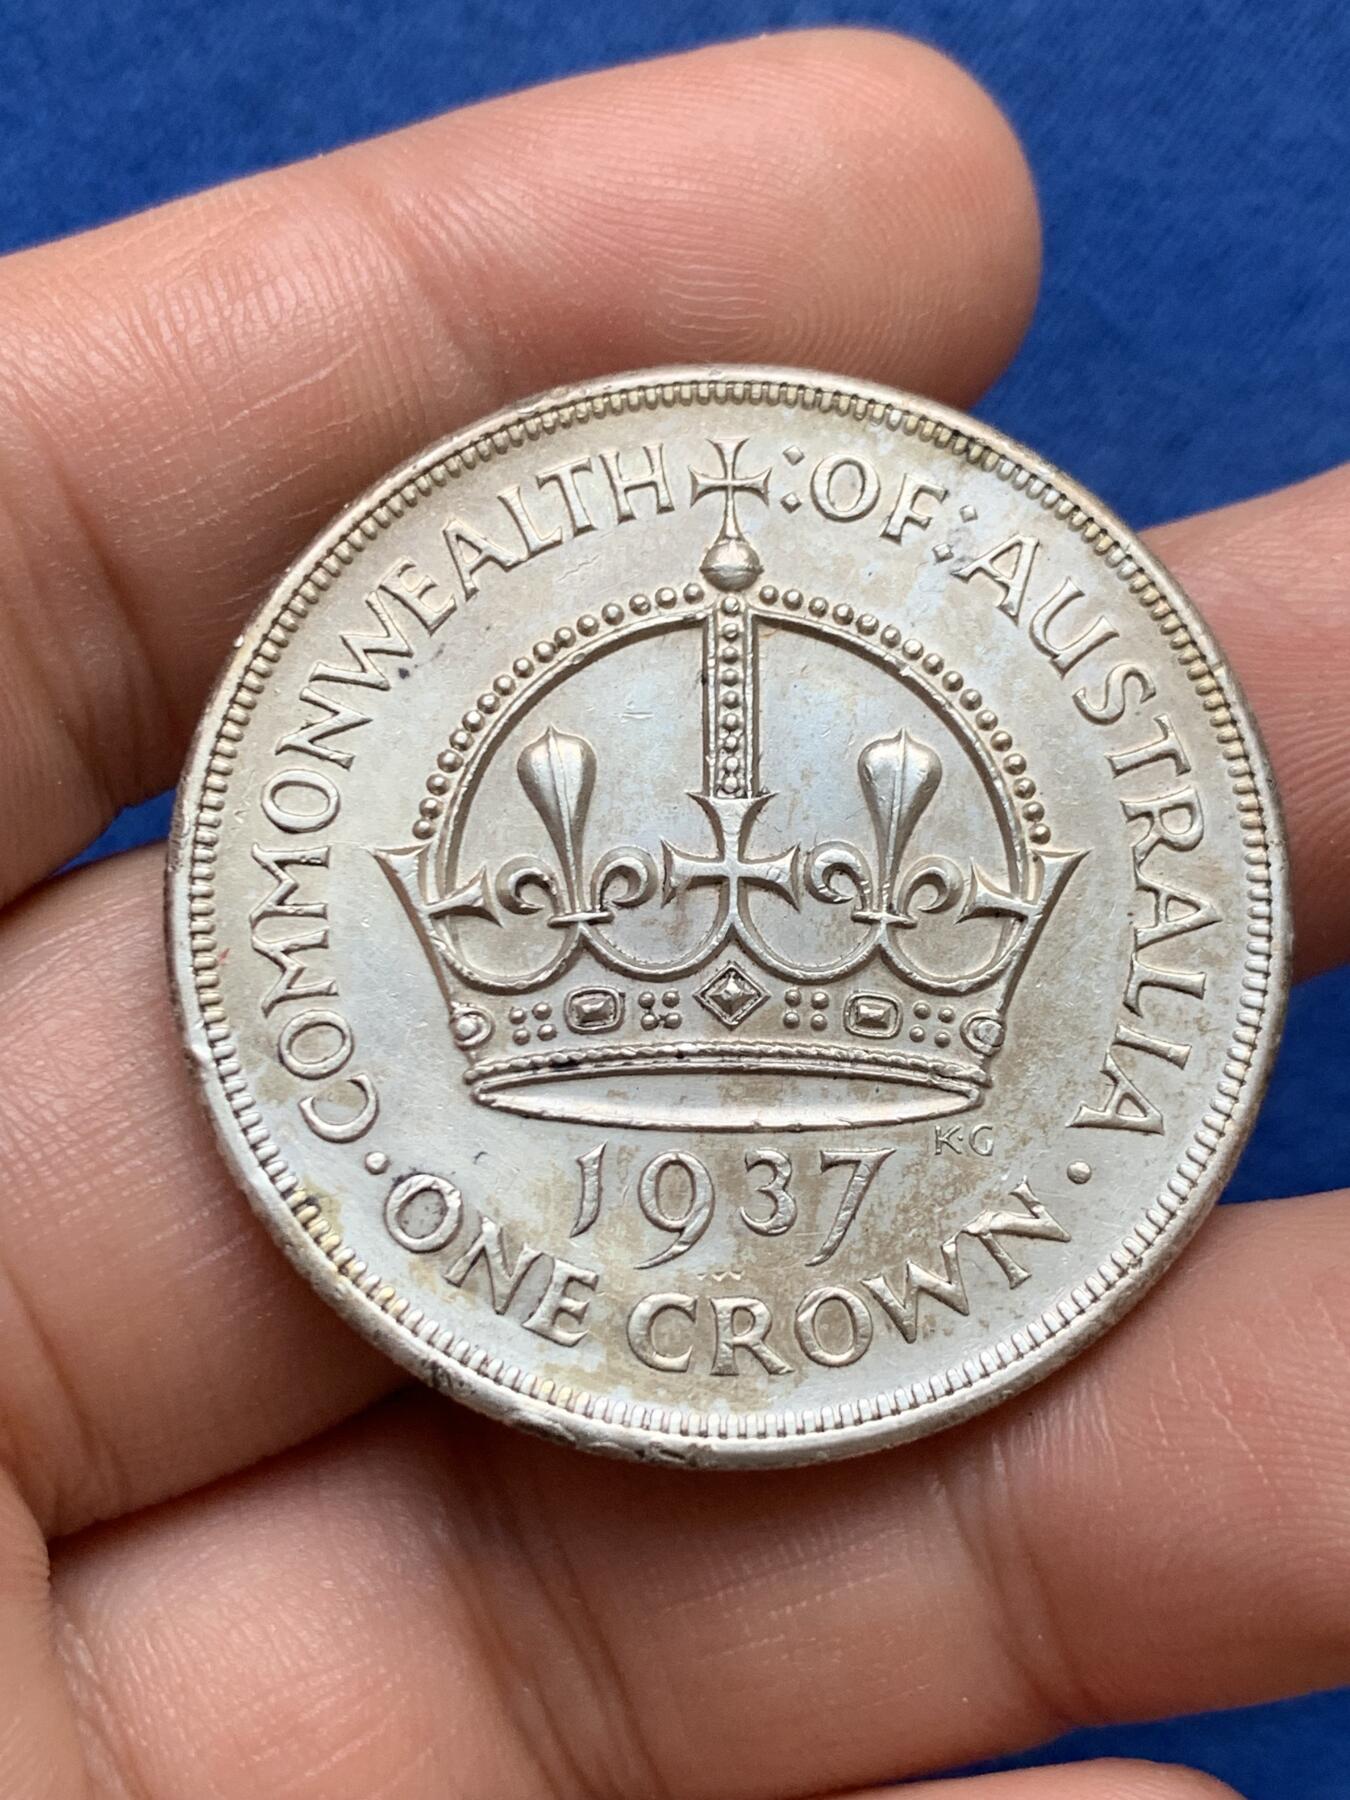 COMMONWEALTH : OF : AUSTRALIA
K·G
1937
· ONE CROWN ·